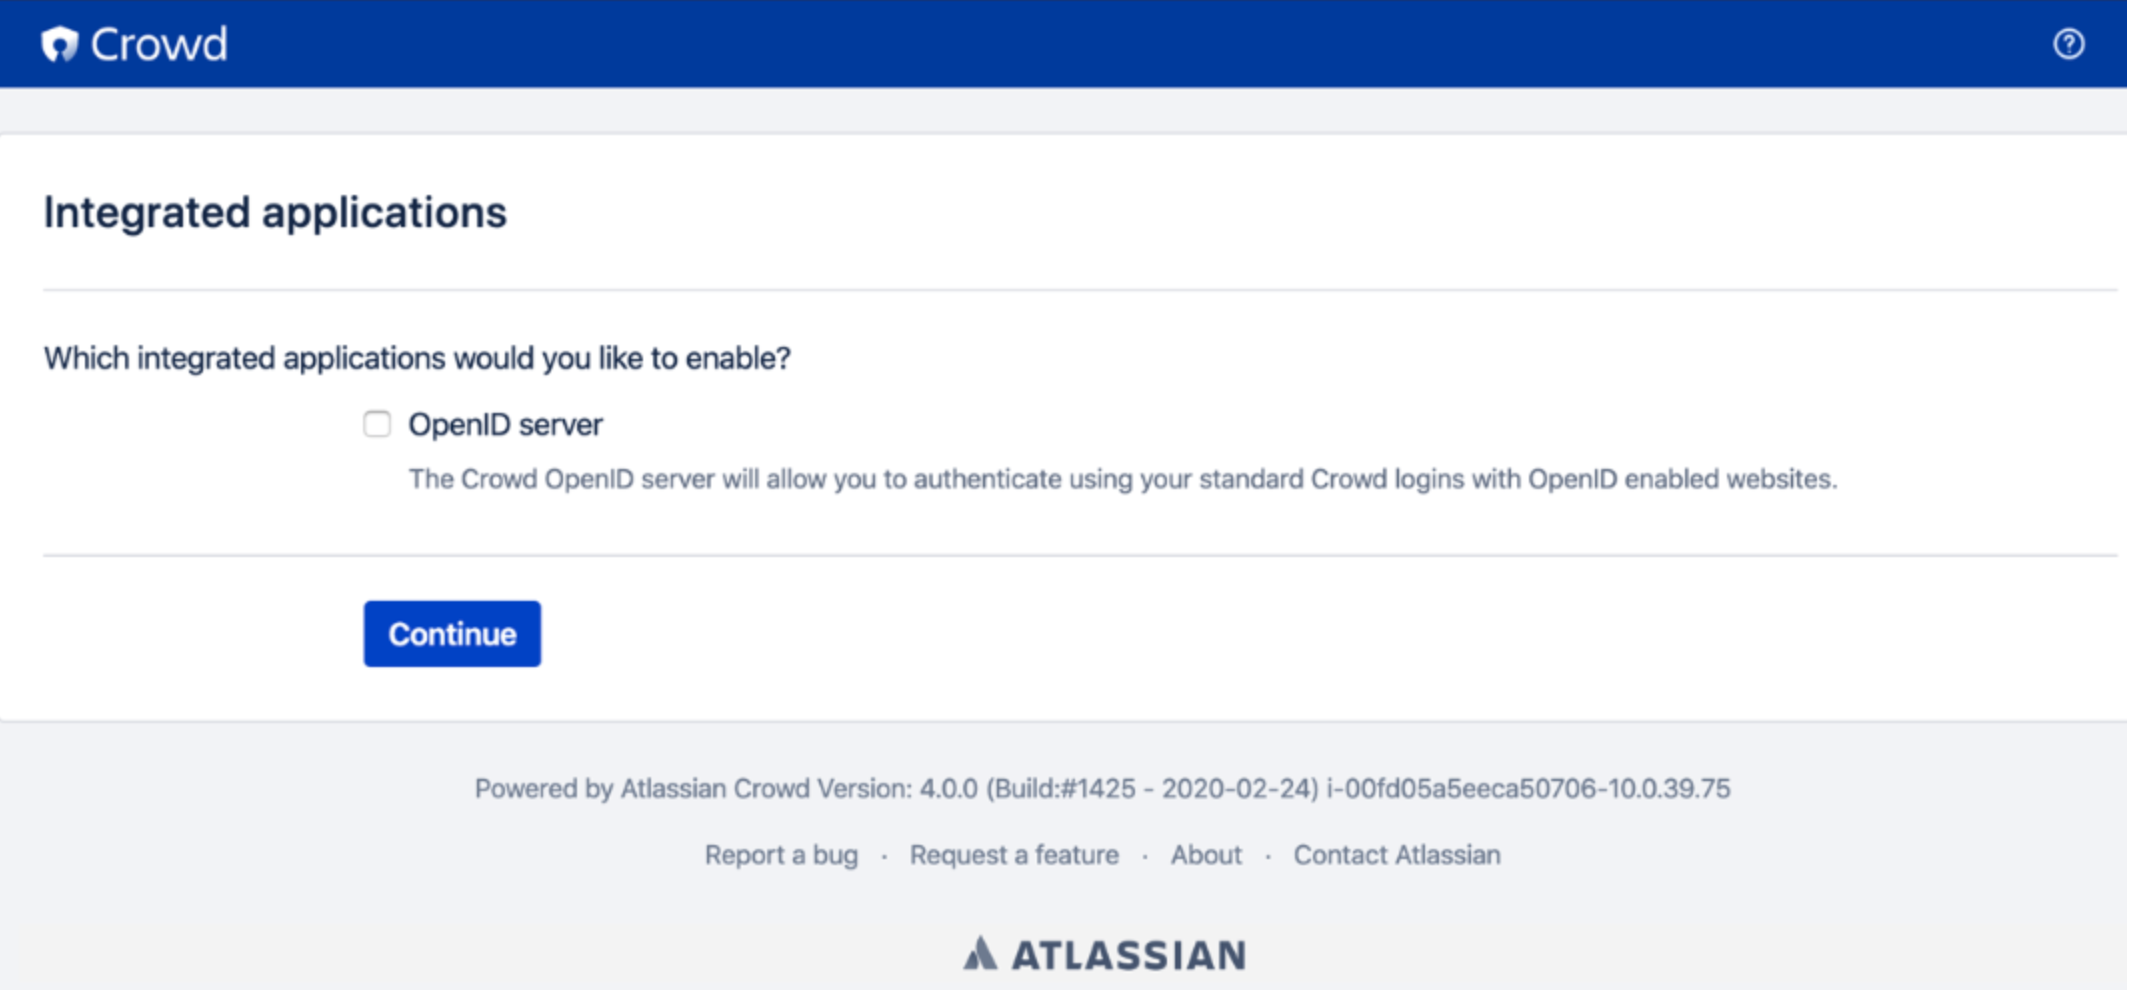 Crowd
Integrated applications
Which integrated applications would you like to enable?
OpenID server
The Crowd OpenID server will allow you to authenticate using your standard Crowd logins with OpenID enabled websites.
Continue
Powered by Atlassian Crowd Version: 4.0.0 (Build:#1425 - 2020-02-24) i-00fd05a5eeca50706-10.0.39.75
Report a bug · Request a feature · About · Contact Atlassian
ATLASSIAN